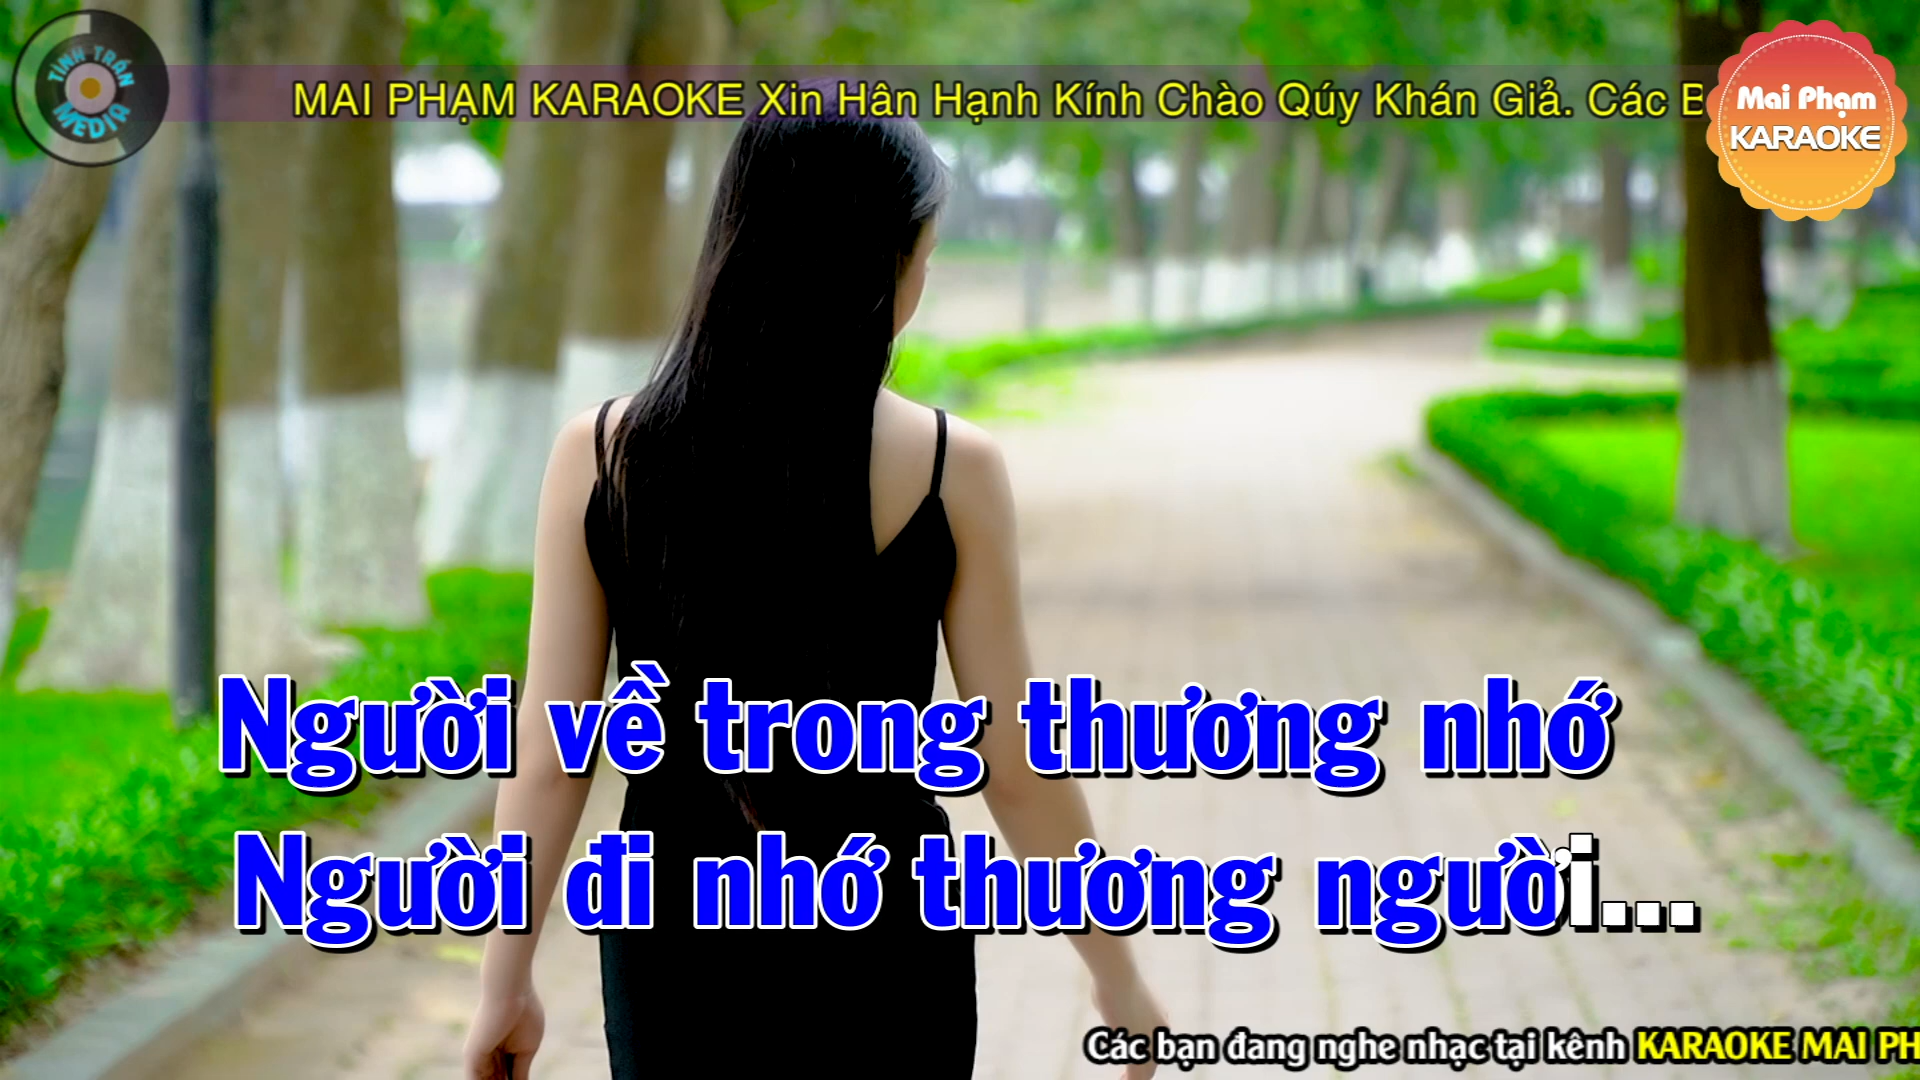 TÌNH TRẦN
MEDIA
MAI PHẠM KARAOKE Xin Hân Hạnh Kính Chào Qúy Khán Giả. Các B
Mai Phạm
KARAOKE
Người về trong thương nhớ
Người đi nhớ thương người...
Các bạn đang nghe nhạc tại kênh KARAOKE MAI PH